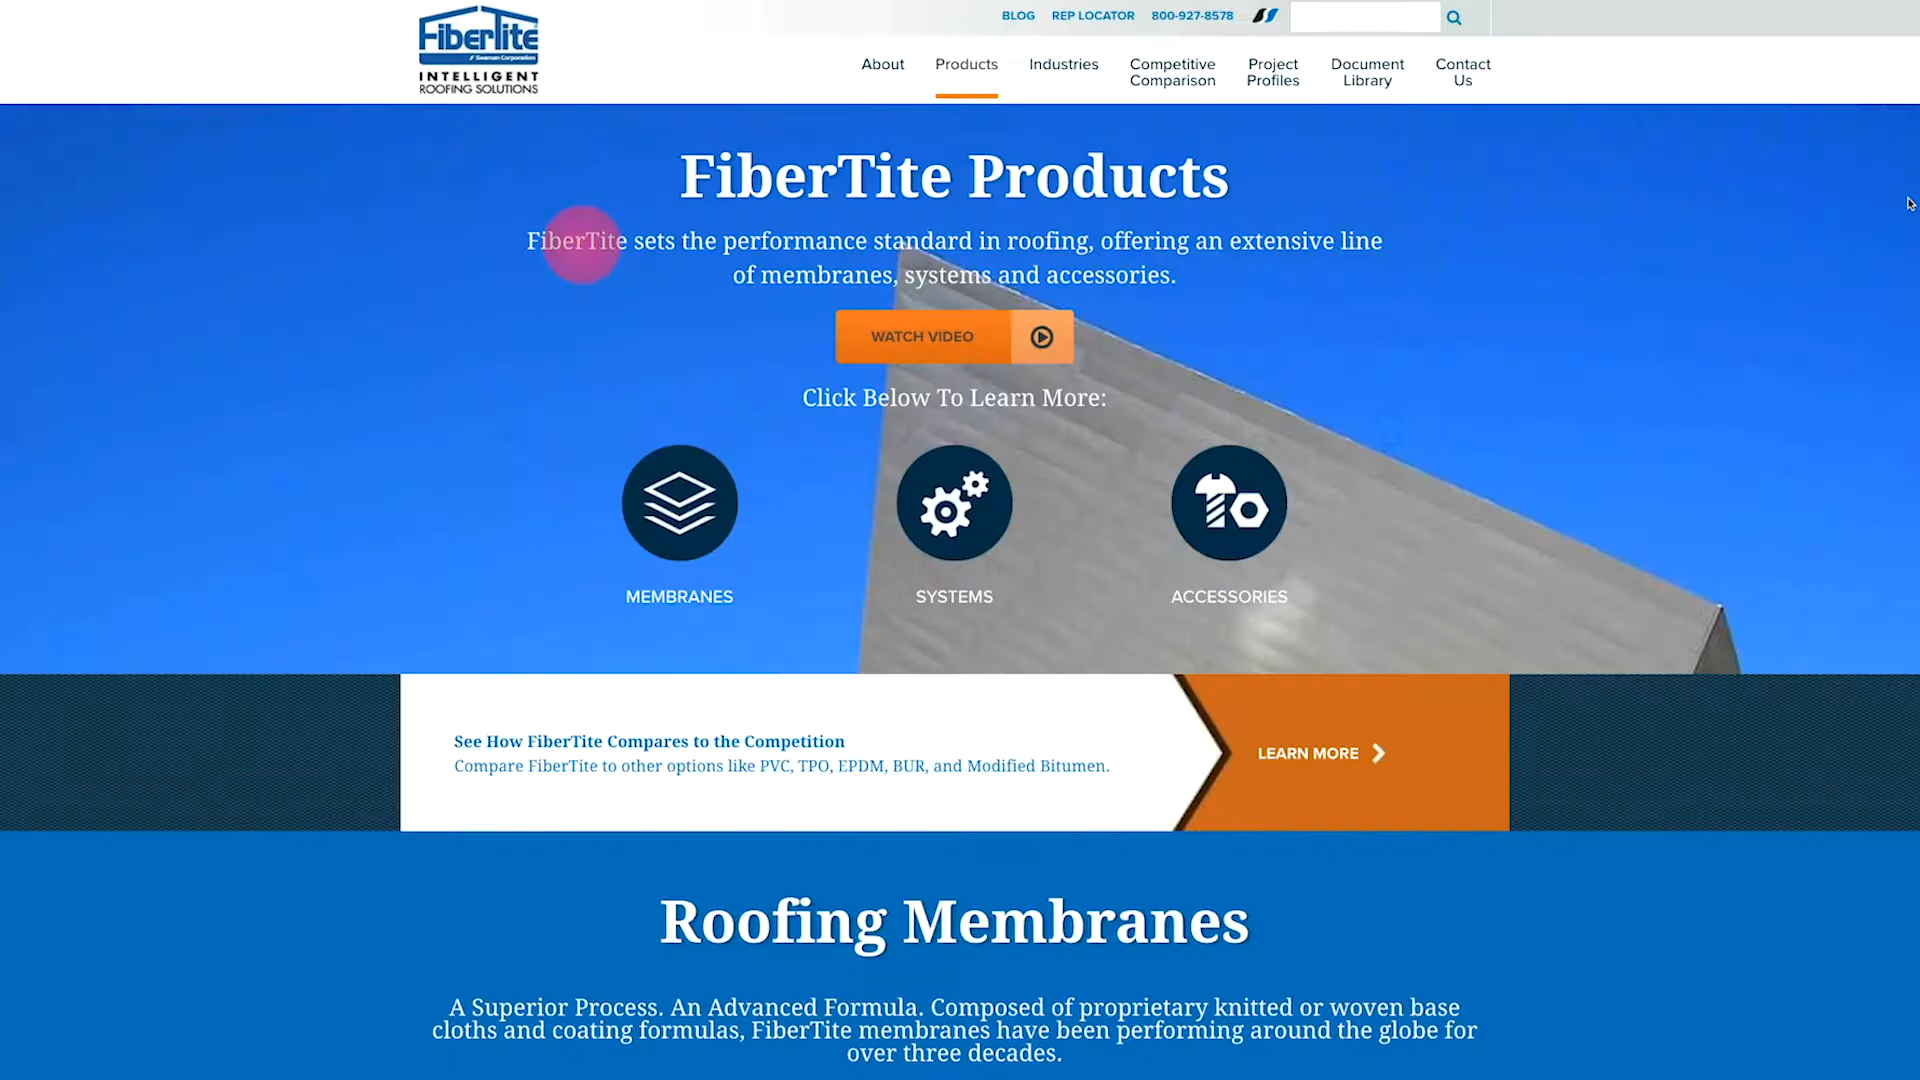 BLOG REP LOCATOR 800-927-8578
FiberTite
Seaman Corporation
INTELLIGENT
ROOFING SOLUTIONS
About Products Industries Competitive Comparison Project Profiles Document Library Contact Us
FiberTite Products
FiberTite sets the performance standard in roofing, offering an extensive line
of membranes, systems and accessories.
WATCH VIDEO
Click Below To Learn More:
MEMBRANES SYSTEMS ACCESSORIES
See How FiberTite Compares to the Competition
Compare FiberTite to other options like PVC, TPO, EPDM, BUR, and Modified Bitumen.
LEARN MORE
Roofing Membranes
A Superior Process. An Advanced Formula. Composed of proprietary knitted or woven base
cloths and coating formulas, FiberTite membranes have been performing around the globe for
over three decades.